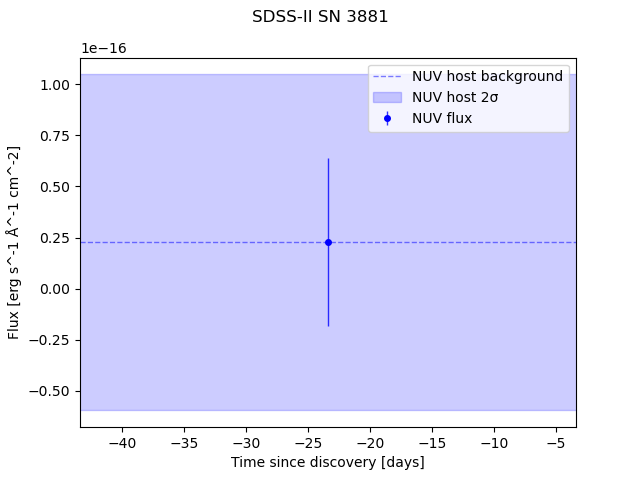 SDSS-II SN 3881
1e−16
NUV host background
NUV host 2σ
NUV flux
1.00
0.75
0.50
0.25
0.00
−0.25
−0.50
Flux [erg s^-1 Å^-1 cm^-2]
−40 −35 −30 −25 −20 −15 −10 −5
Time since discovery [days]